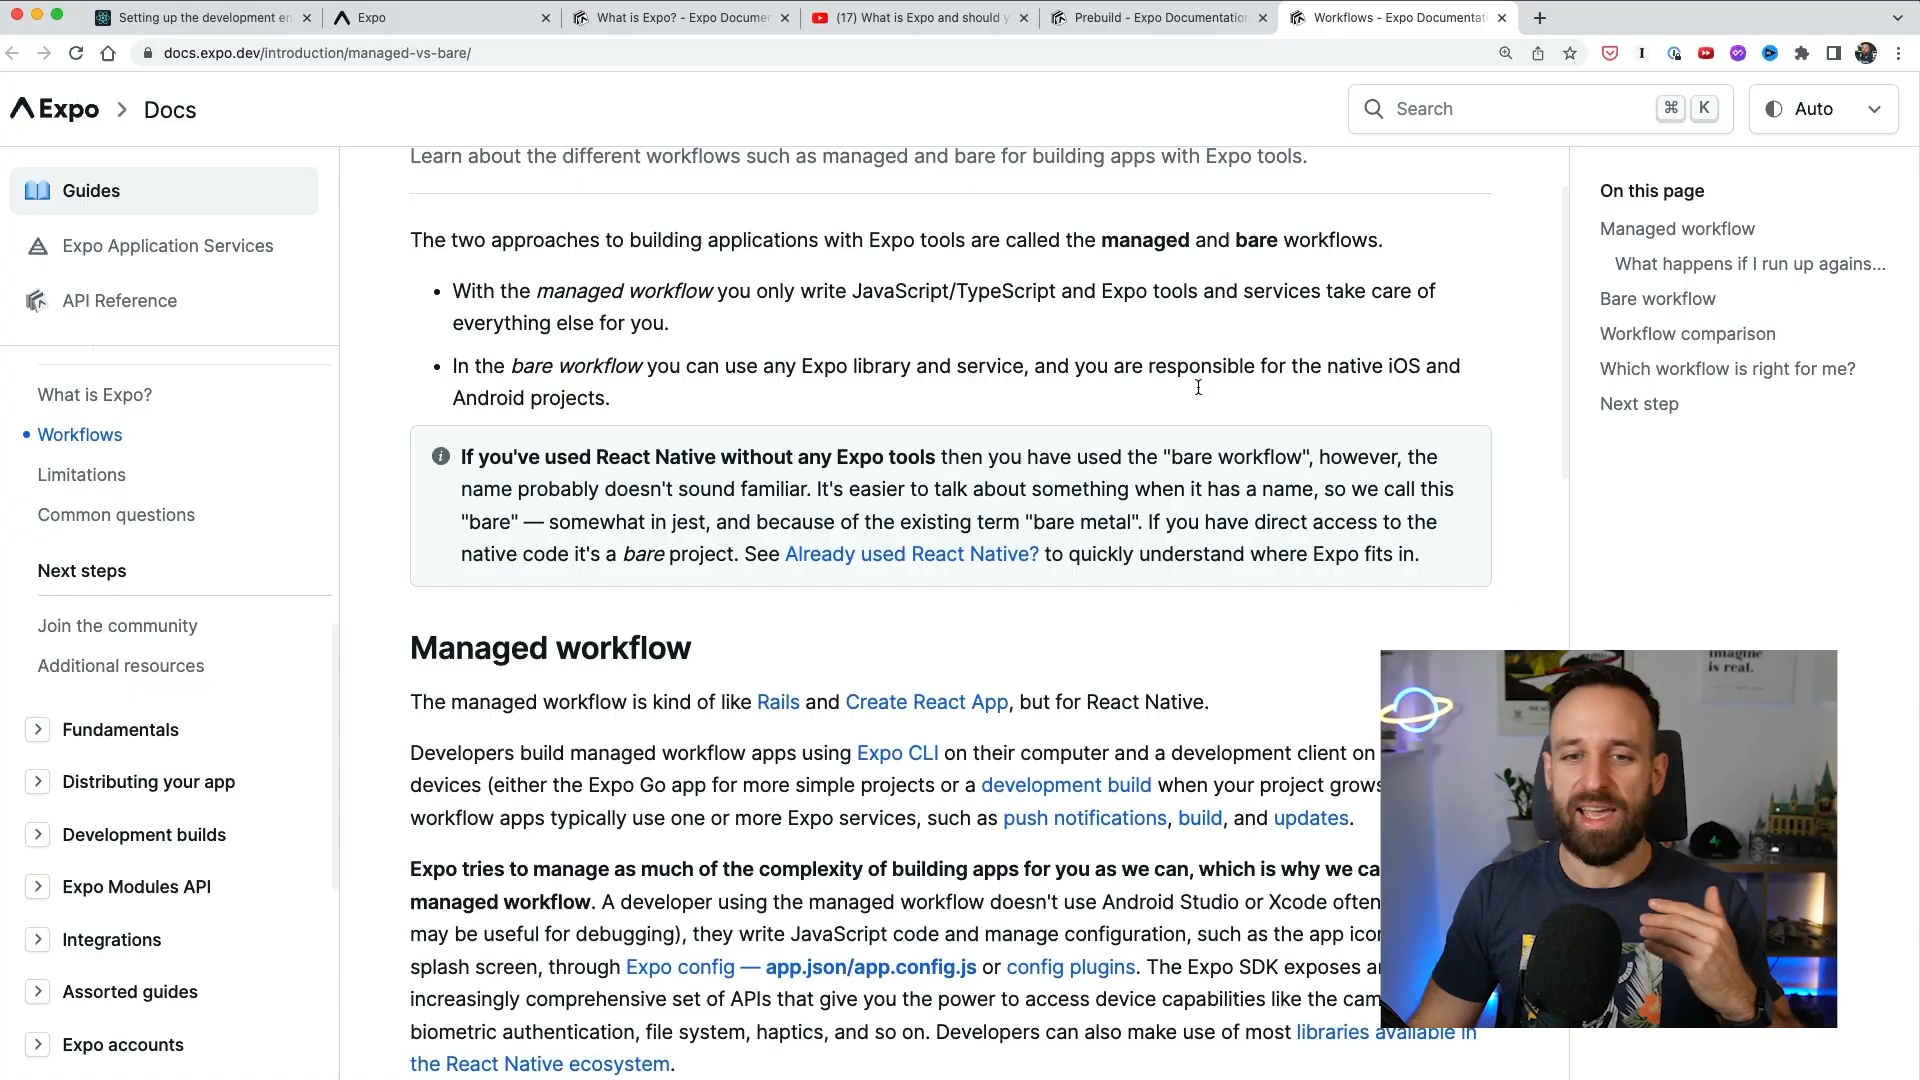 Setting up the development en
Expo
What is Expo? - Expo Documen
(17) What is Expo and should y
Prebuild - Expo Documentation
Workflows - Expo Documentati
docs.expo.dev/introduction/managed-vs-bare/
Expo > Docs
Search
⌘ K
Auto
Guides
Expo Application Services
API Reference
What is Expo?
Workflows
Limitations
Common questions
Next steps
Join the community
Additional resources
Fundamentals
Distributing your app
Development builds
Expo Modules API
Integrations
Assorted guides
Expo accounts
Learn about the different workflows such as managed and bare for building apps with Expo tools.
The two approaches to building applications with Expo tools are called the managed and bare workflows.
• With the managed workflow you only write JavaScript/TypeScript and Expo tools and services take care of
everything else for you.
• In the bare workflow you can use any Expo library and service, and you are responsible for the native iOS and
Android projects.
If you've used React Native without any Expo tools then you have used the "bare workflow", however, the
name probably doesn't sound familiar. It's easier to talk about something when it has a name, so we call this
"bare" — somewhat in jest, and because of the existing term "bare metal". If you have direct access to the
native code it's a bare project. See Already used React Native? to quickly understand where Expo fits in.
Managed workflow
The managed workflow is kind of like Rails and Create React App, but for React Native.
Developers build managed workflow apps using Expo CLI on their computer and a development client on
devices (either the Expo Go app for more simple projects or a development build when your project grows
workflow apps typically use one or more Expo services, such as push notifications, build, and updates.
Expo tries to manage as much of the complexity of building apps for you as we can, which is why we ca
managed workflow. A developer using the managed workflow doesn't use Android Studio or Xcode often
may be useful for debugging), they write JavaScript code and manage configuration, such as the app icon
splash screen, through Expo config — app.json/app.config.js or config plugins. The Expo SDK exposes an
increasingly comprehensive set of APIs that give you the power to access device capabilities like the cam
biometric authentication, file system, haptics, and so on. Developers can also make use of most libraries available in
the React Native ecosystem.
On this page
Managed workflow
What happens if I run up agains...
Bare workflow
Workflow comparison
Which workflow is right for me?
Next step
imagine
is real.